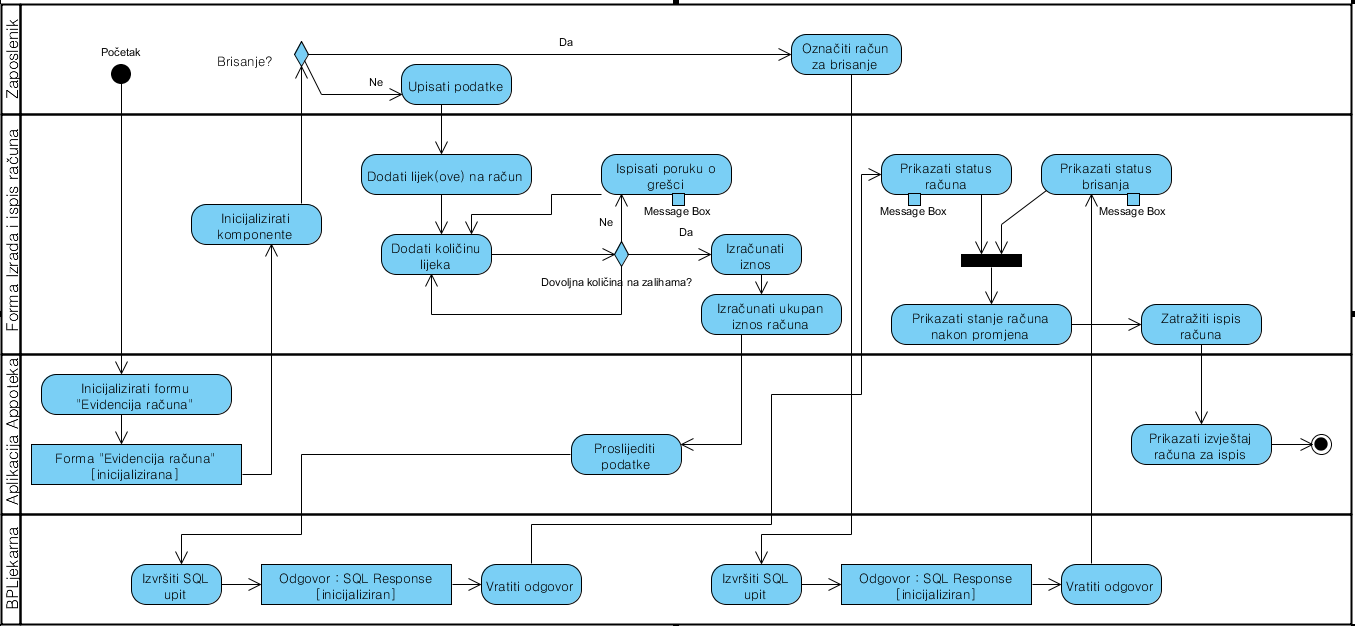 Zaposlenik
Početak
Brisanje?
Da
Ne
Upisati podatke
Označiti račun
za brisanje
Forma Izrada i ispis računa
Inicijalizirati
komponente
Dodati lijek(ove) na račun
Dodati količinu
lijeka
Ispisati poruku o
grešci
Message Box
Ne
Da
Dovoljna količina na zalihama?
Izračunati
iznos
Izračunati ukupan
iznos računa
Prikazati status
računa
Message Box
Prikazati status
brisanja
Message Box
Prikazati stanje računa
nakon promjena
Zatražiti ispis
računa
Aplikacija Appoteka
Inicijalizirati formu
"Evidencija računa"
Forma "Evidencija računa"
[inicijalizirana]
Proslijediti
podatke
Prikazati izvještaj
računa za ispis
BPLjekarna
Izvršiti SQL
upit
Odgovor : SQL Response
[inicijaliziran]
Vratiti odgovor
Izvršiti SQL
upit
Odgovor : SQL Response
[inicijaliziran]
Vratiti odgovor